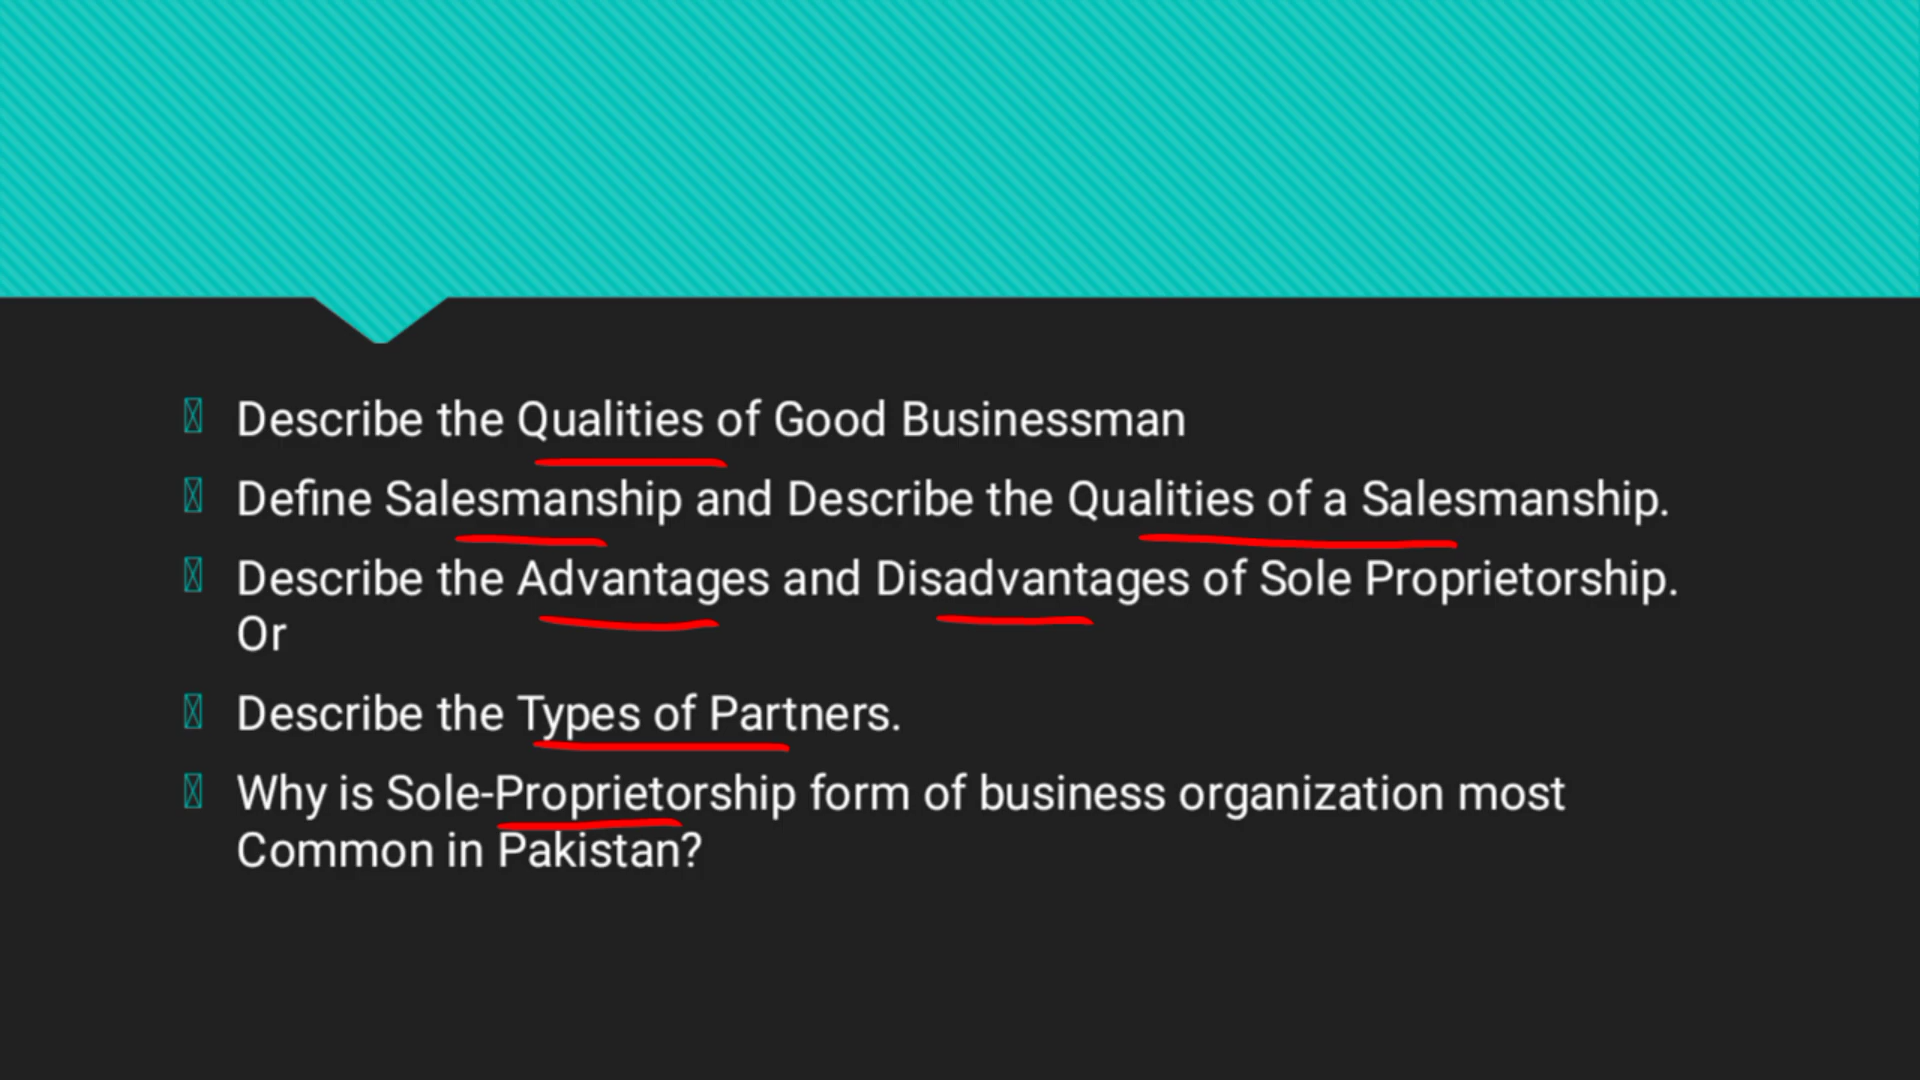 Describe the Qualities of Good Businessman
Define Salesmanship and Describe the Qualities of a Salesmanship.
Describe the Advantages and Disadvantages of Sole Proprietorship.
Or
Describe the Types of Partners.
Why is Sole-Proprietorship form of business organization most
Common in Pakistan?